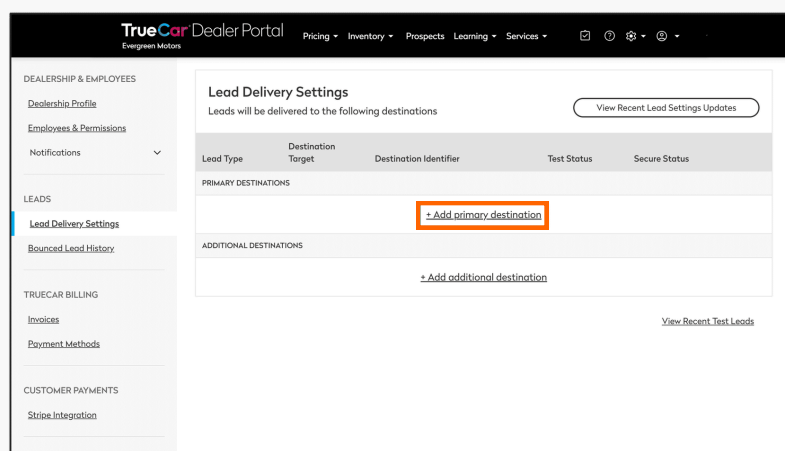 TrueCar Dealer Portal
Evergreen Motors
Pricing Inventory Prospects Learning Services
DEALERSHIP & EMPLOYEES
Dealership Profile
Employees & Permissions
Notifications
LEADS
Lead Delivery Settings
Bounced Lead History
TRUECAR BILLING
Invoices
Payment Methods
CUSTOMER PAYMENTS
Stripe Integration
Lead Delivery Settings
Leads will be delivered to the following destinations
View Recent Lead Settings Updates
Lead Type Destination Target Destination Identifier Test Status Secure Status
PRIMARY DESTINATIONS
+ Add primary destination
ADDITIONAL DESTINATIONS
+ Add additional destination
View Recent Test Leads